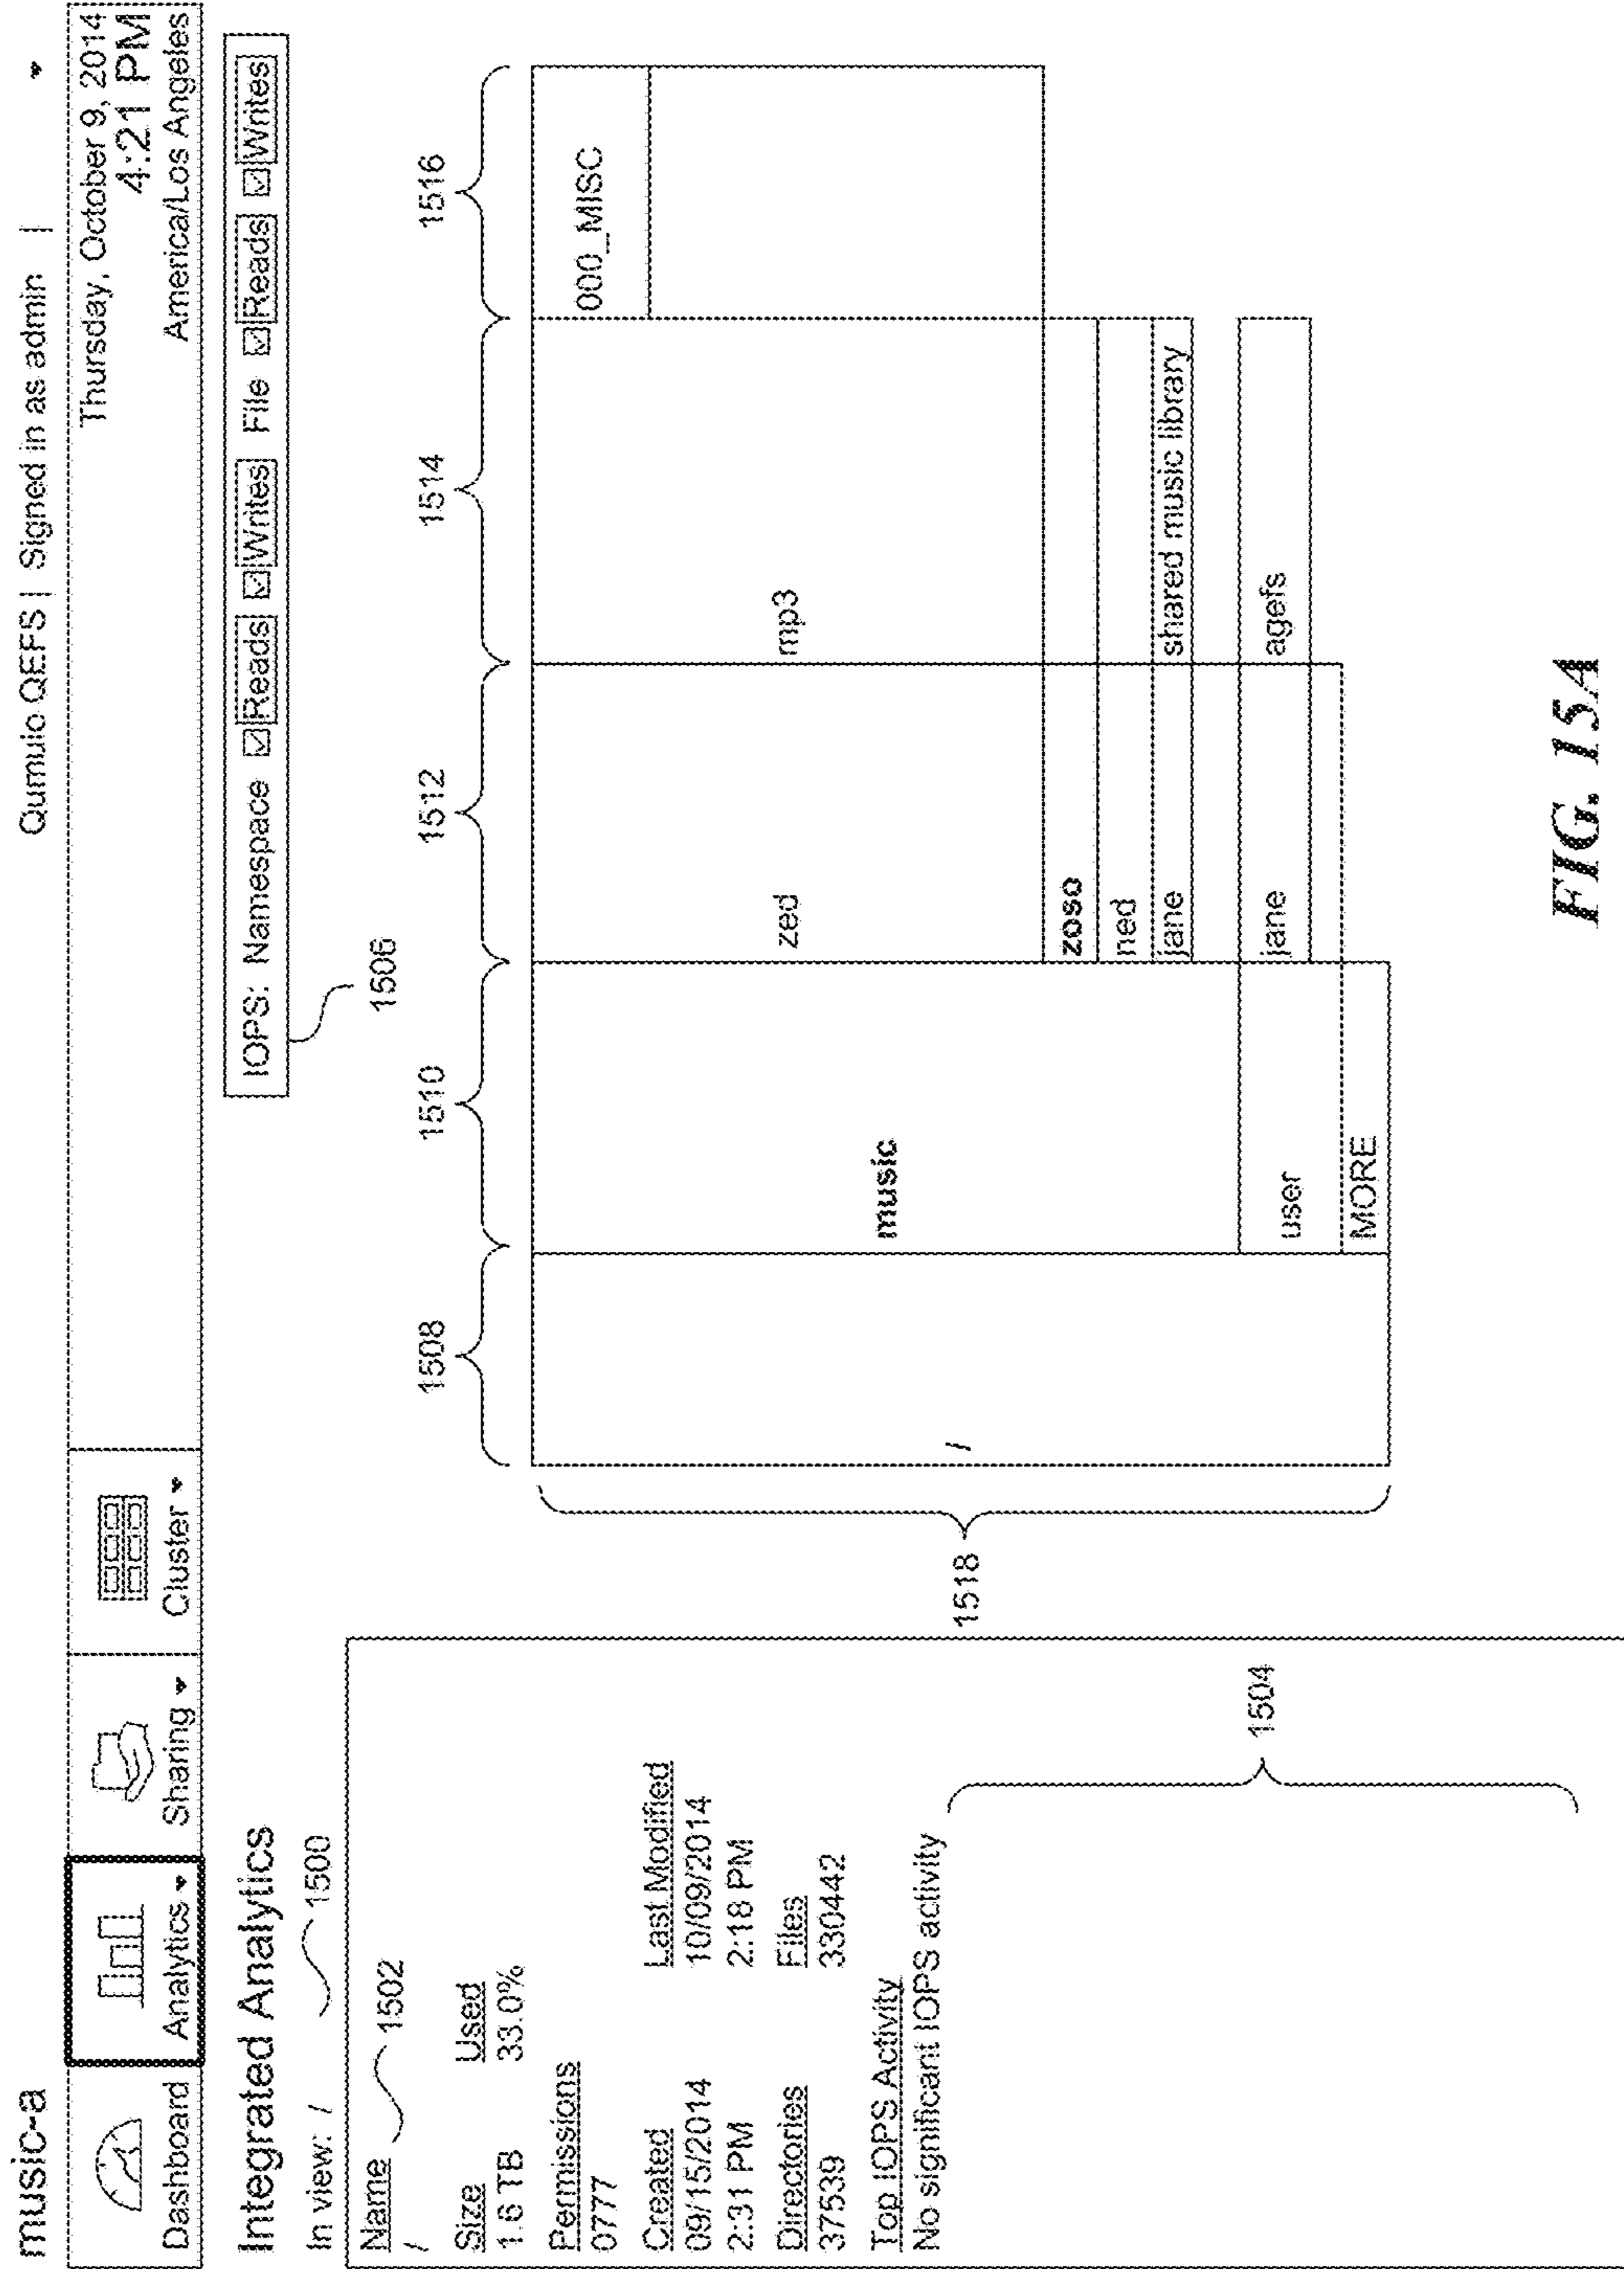 music-a
Qumulo QEFS | Signed in as admin |
Dashboard
Analytics
Sharing
Cluster
Thursday, October 9, 2014
4:21 PM
America/Los Angeles
Integrated Analytics
IOPS: Namespace Reads Writes File Reads Writes
1506
In view: /
1500
Name
1502
/
Size Used
1.6 TB 33.0%
Permissions
0777
Created Last Modified
09/15/2014 10/09/2014
2:31 PM 2:18 PM
Directories Files
37539 330442
Top IOPS Activity
No significant IOPS activity
1504
1508 1510 1512 1514 1516
1518
/
music
user
MORE
zed
zoso
ned
jane
jane
mp3
shared music library
agefs
000_MISC
FIG. 15A